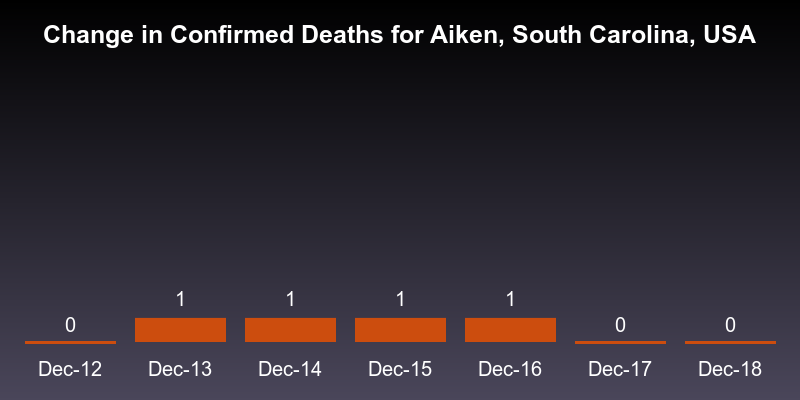 Change in Confirmed Deaths for Aiken, South Carolina, USA
0 1 1 1 1 0 0
Dec-12 Dec-13 Dec-14 Dec-15 Dec-16 Dec-17 Dec-18